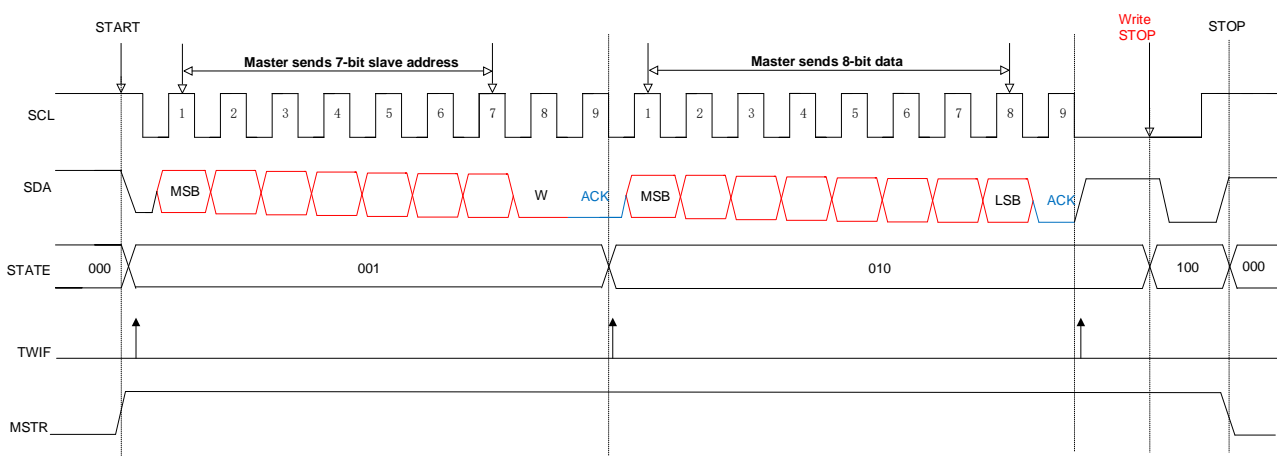 START
Write
STOP
STOP
Master sends 7-bit slave address
Master sends 8-bit data
SCL
1 2 3 4 5 6 7 8 9 1 2 3 4 5 6 7 8 9
SDA
MSB W ACK MSB LSB ACK
STATE
000 001 010 100 000
TWIF
MSTR